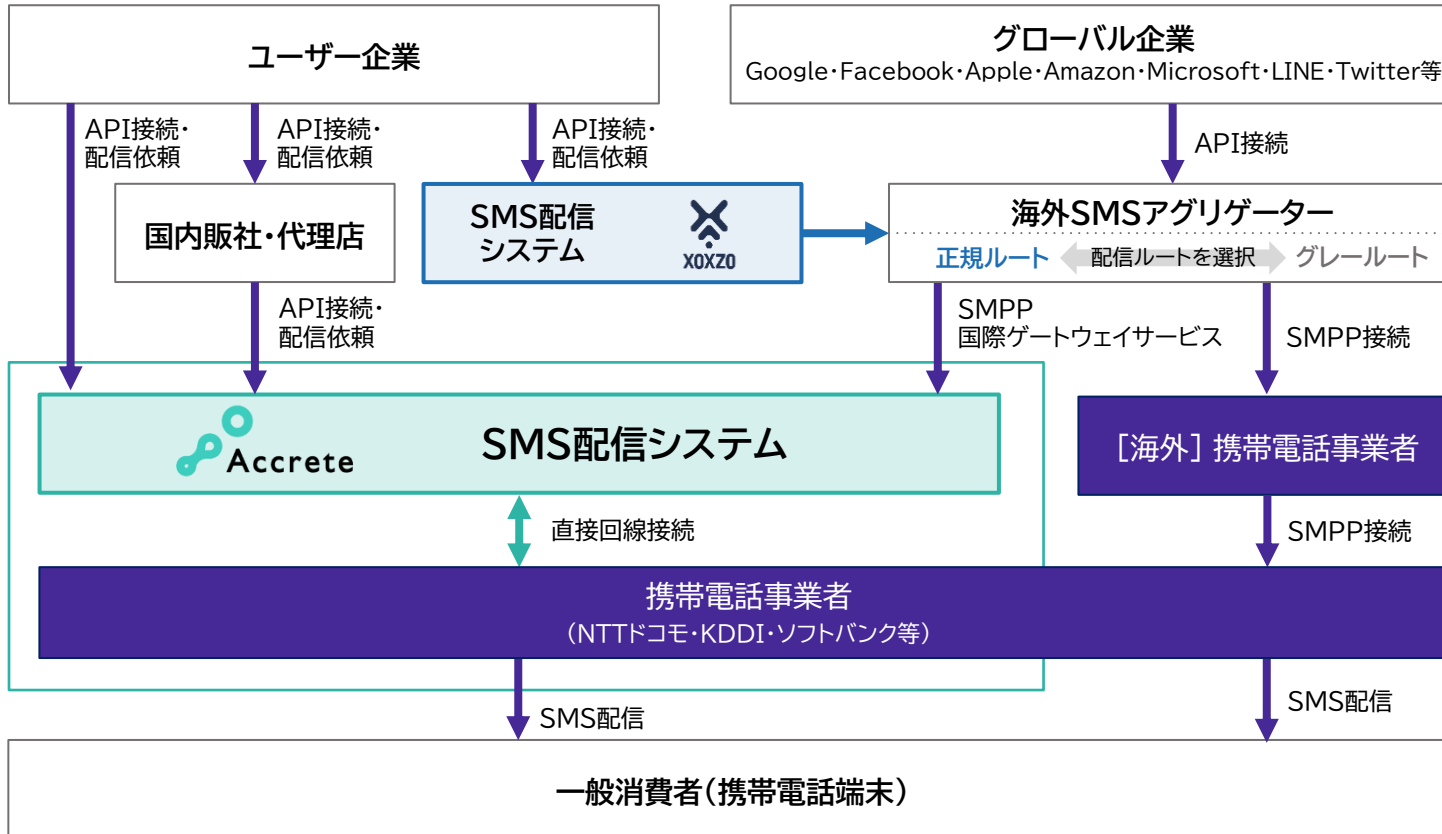 ユーザー企業
グローバル企業
Google・Facebook・Apple・Amazon・Microsoft・LINE・Twitter等
API接続・
配信依頼
API接続・
配信依頼
API接続・
配信依頼
API接続
国内販社・代理店
SMS配信
システム
XOXZO
海外SMSアグリゲーター
正規ルート
配信ルートを選択
グレールート
API接続・
配信依頼
SMPP
国際ゲートウェイサービス
SMPP接続
Accrete
SMS配信システム
［海外］携帯電話事業者
直接回線接続
SMPP接続
携帯電話事業者
（NTTドコモ・KDDI・ソフトバンク等）
SMS配信
SMS配信
一般消費者（携帯電話端末）